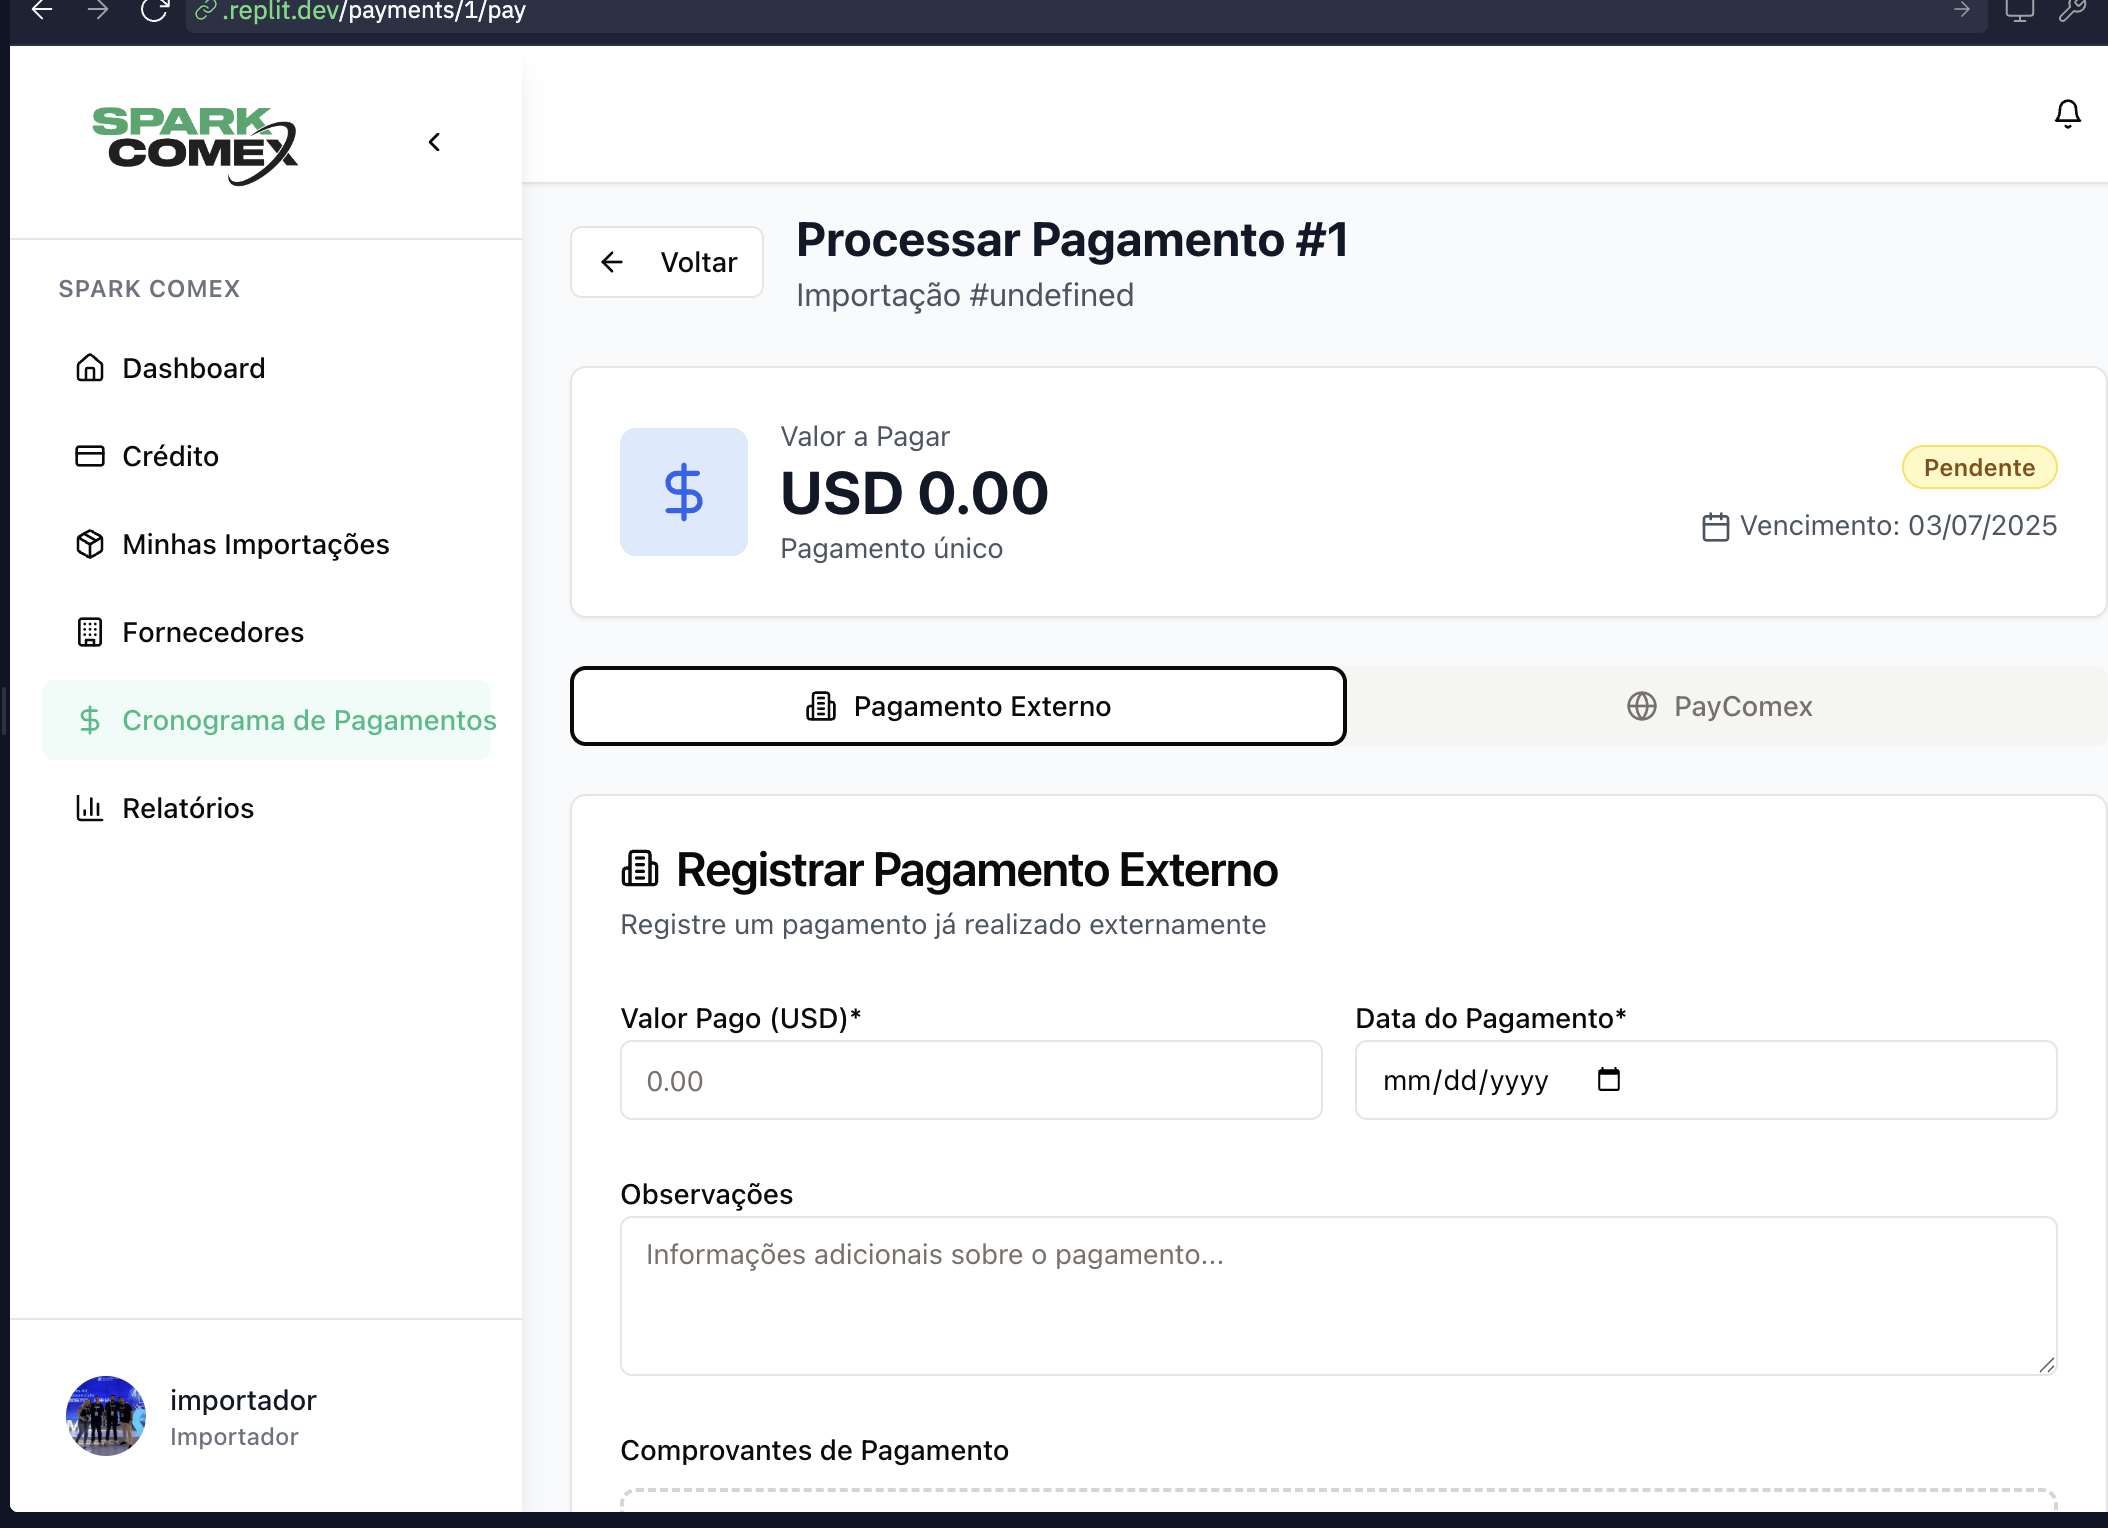 .replit.dev/payments/1/pay
SPARK
COMEX
SPARK COMEX
Dashboard
Crédito
Minhas Importações
Fornecedores
Cronograma de Pagamentos
Relatórios
importador
Importador
Voltar
Processar Pagamento #1
Importação #undefined
Valor a Pagar
USD 0.00
Pagamento único
Pendente
Vencimento: 03/07/2025
Pagamento Externo
PayComex
Registrar Pagamento Externo
Registre um pagamento já realizado externamente
Valor Pago (USD)*
0.00
Data do Pagamento*
mm/dd/yyyy
Observações
Informações adicionais sobre o pagamento...
Comprovantes de Pagamento